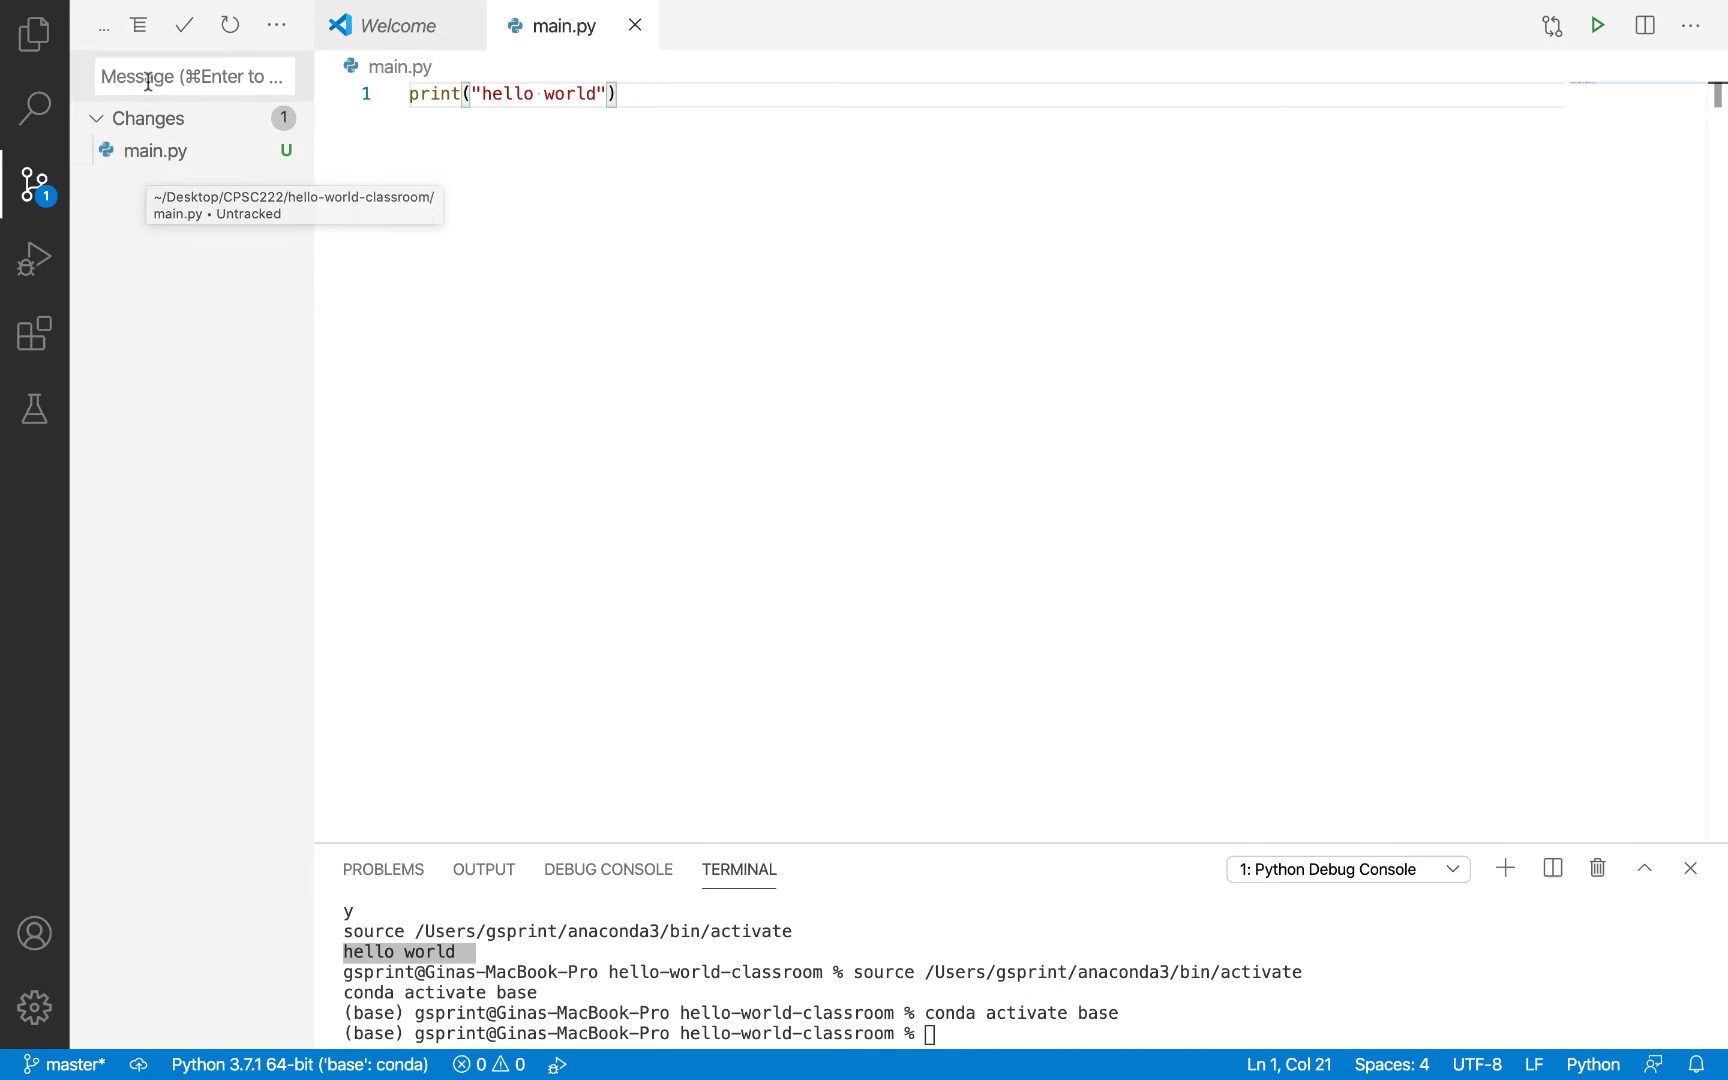 ...
Welcome
main.py
Message (⌘Enter to ...
Changes 1
main.py U
~/Desktop/CPSC222/hello-world-classroom/
main.py • Untracked
1
main.py
1 print("hello world")
PROBLEMS OUTPUT DEBUG CONSOLE TERMINAL
1: Python Debug Console
y
source /Users/gsprint/anaconda3/bin/activate
hello world
gsprint@Ginas-MacBook-Pro hello-world-classroom % source /Users/gsprint/anaconda3/bin/activate
conda activate base
(base) gsprint@Ginas-MacBook-Pro hello-world-classroom % conda activate base
(base) gsprint@Ginas-MacBook-Pro hello-world-classroom %
master* Python 3.7.1 64-bit ('base': conda) 0 0 Ln 1, Col 21 Spaces: 4 UTF-8 LF Python